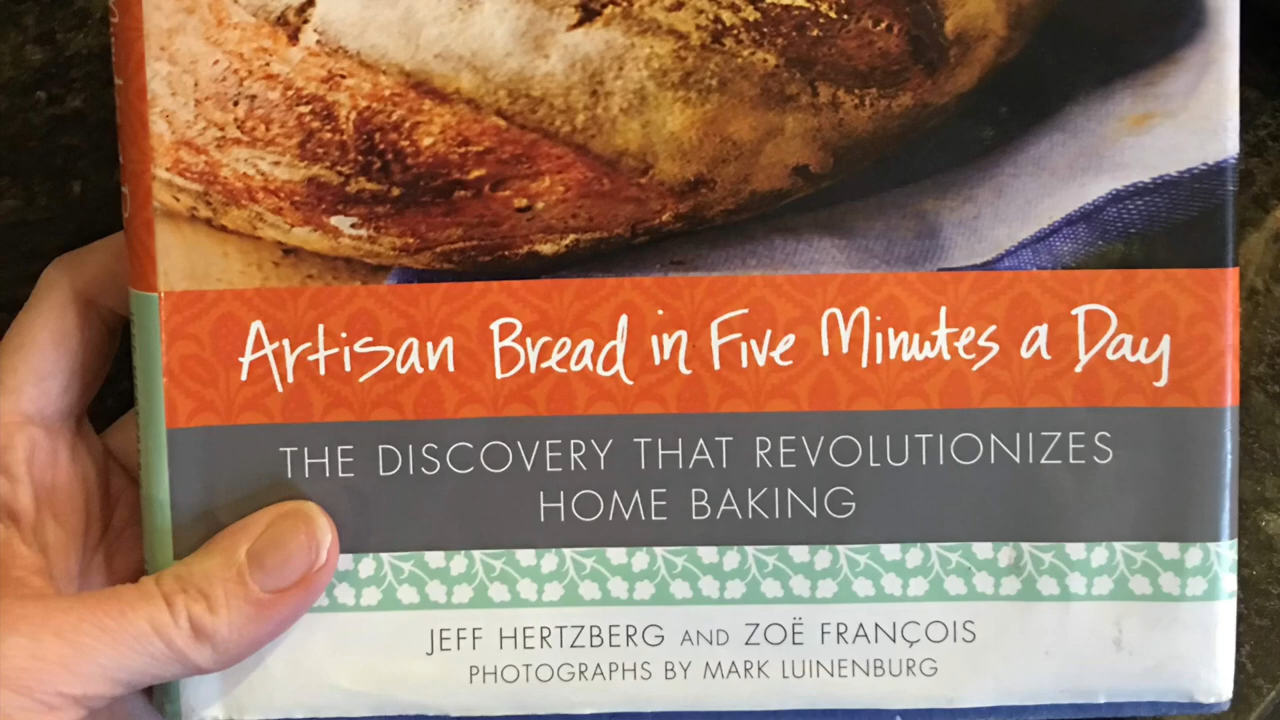 Artisan Bread in Five Minutes a Day
THE DISCOVERY THAT REVOLUTIONIZES
HOME BAKING
JEFF HERTZBERG AND ZOË FRANÇOIS
PHOTOGRAPHS BY MARK LUINENBURG